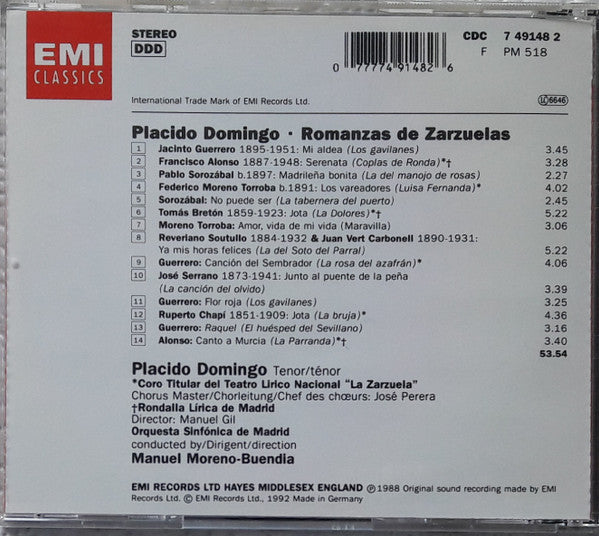 EMI
CLASSICS
STEREO
DDD
0 77774 91482 6
CDC 7 49148 2
F PM 518
International Trade Mark of EMI Records Ltd.
LC 6646
Placido Domingo · Romanzas de Zarzuelas
1 Jacinto Guerrero 1895-1951: Mi aldea (Los gavilanes) 3.45
2 Francisco Alonso 1887-1948: Serenata (Coplas de Ronda)*† 3.28
3 Pablo Sorozábal b.1897: Madrileña bonita (La del manojo de rosas) 2.27
4 Federico Moreno Torroba b.1891: Los vareadores (Luisa Fernanda)* 4.02
5 Sorozábal: No puede ser (La tabernera del puerto) 2.45
6 Tomás Bretón 1859-1923: Jota (La Dolores)*† 5.22
7 Moreno Torroba: Amor, vida de mi vida (Maravilla) 3.06
8 Reveriano Soutullo 1884-1932 & Juan Vert Carbonell 1890-1931:
Ya mis horas felices (La del Soto del Parral) 5.22
9 Guerrero: Canción del Sembrador (La rosa del azafrán)* 4.06
10 José Serrano 1873-1941: Junto al puente de la peña
(La canción del olvido) 3.39
11 Guerrero: Flor roja (Los gavilanes) 3.25
12 Ruperto Chapí 1851-1909: Jota (La bruja)* 4.36
13 Guerrero: Raquel (El huésped del Sevillano) 3.16
14 Alonso: Canto a Murcia (La Parranda)*† 3.40
53.54
Placido Domingo Tenor/ténor
*Coro Titular del Teatro Lirico Nacional "La Zarzuela"
Chorus Master/Chorleitung/Chef des chœurs: José Perera
†Rondalla Lírica de Madrid
Director: Manuel Gil
Orquesta Sinfónica de Madrid
conducted by/Dirigent/direction
Manuel Moreno-Buendia
EMI RECORDS LTD HAYES MIDDLESEX ENGLAND ℗1988 Original sound recording made by EMI
Records Ltd. © EMI Records Ltd., 1992 Made in Germany